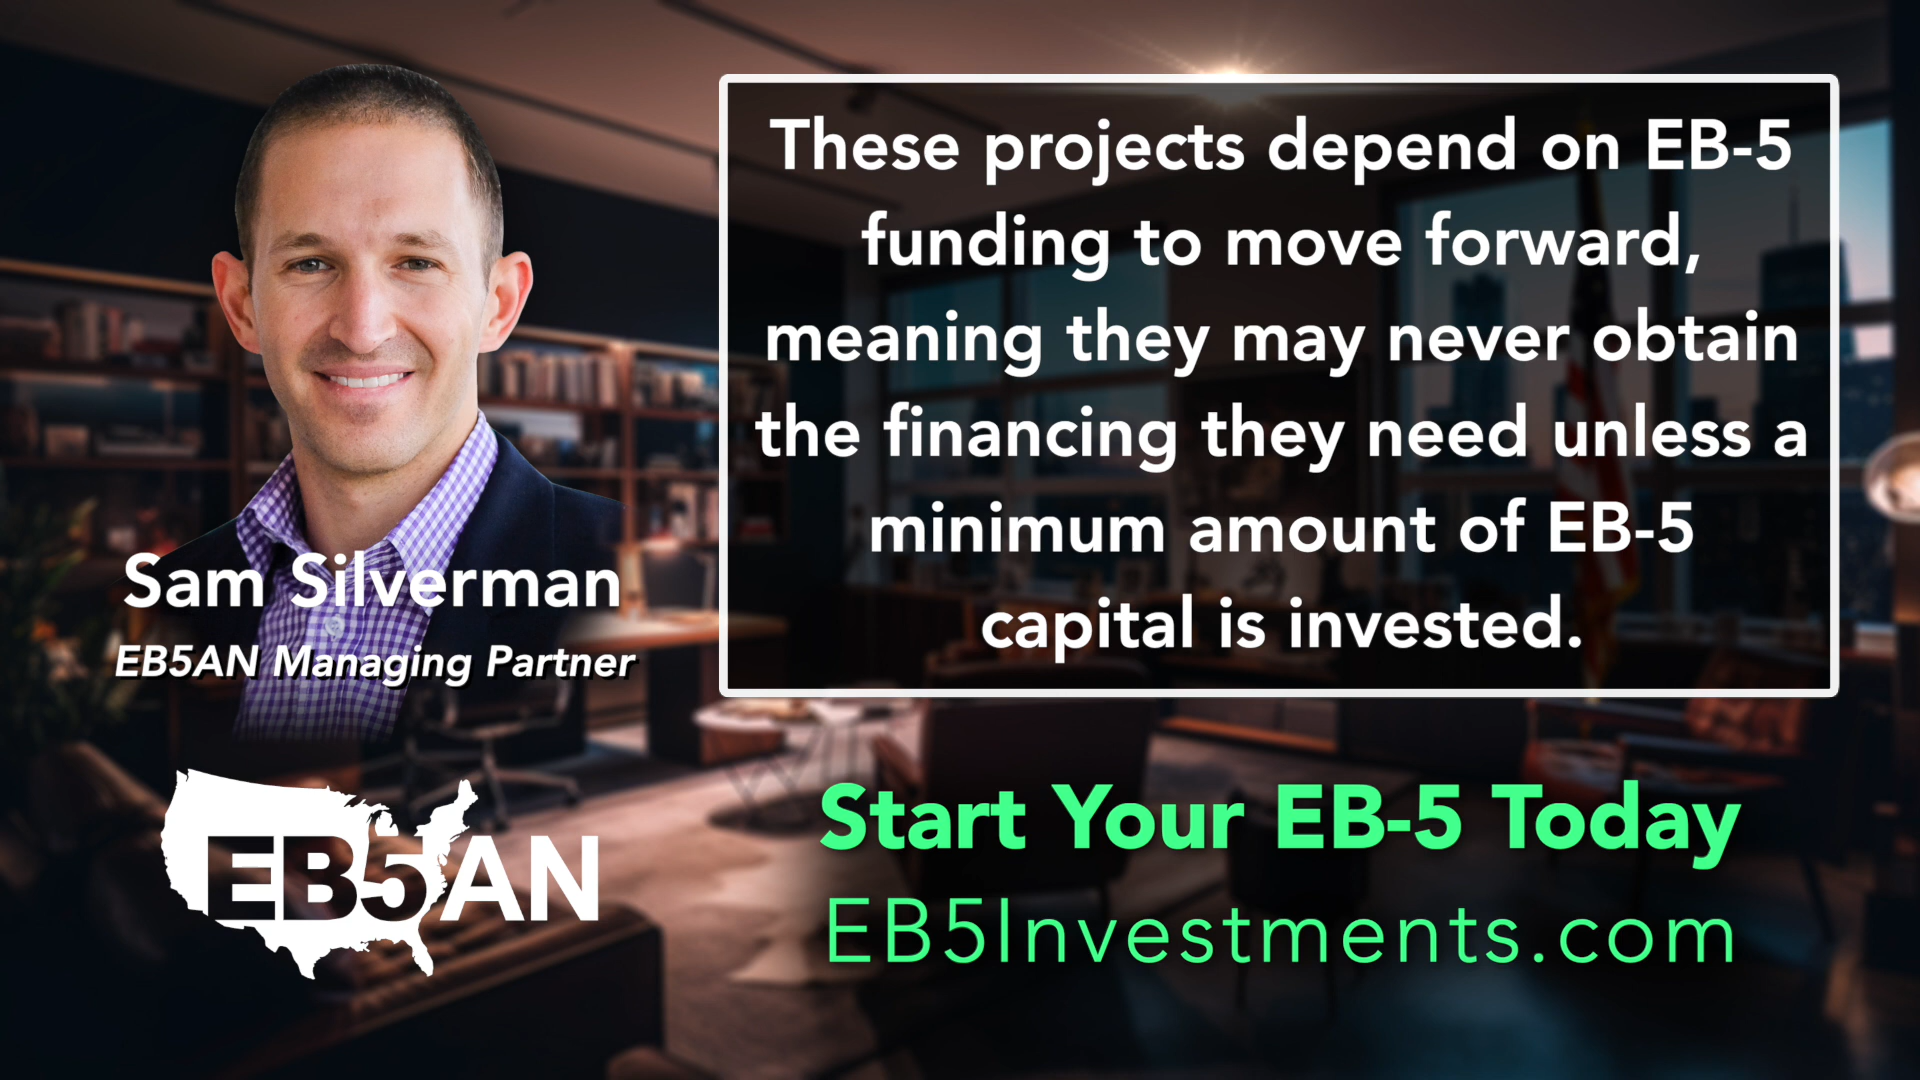 These projects depend on EB-5
funding to move forward,
meaning they may never obtain
the financing they need unless a
minimum amount of EB-5
capital is invested.
Sam Silverman
EB5AN Managing Partner
EB5AN
Start Your EB-5 Today
EB5Investments.com